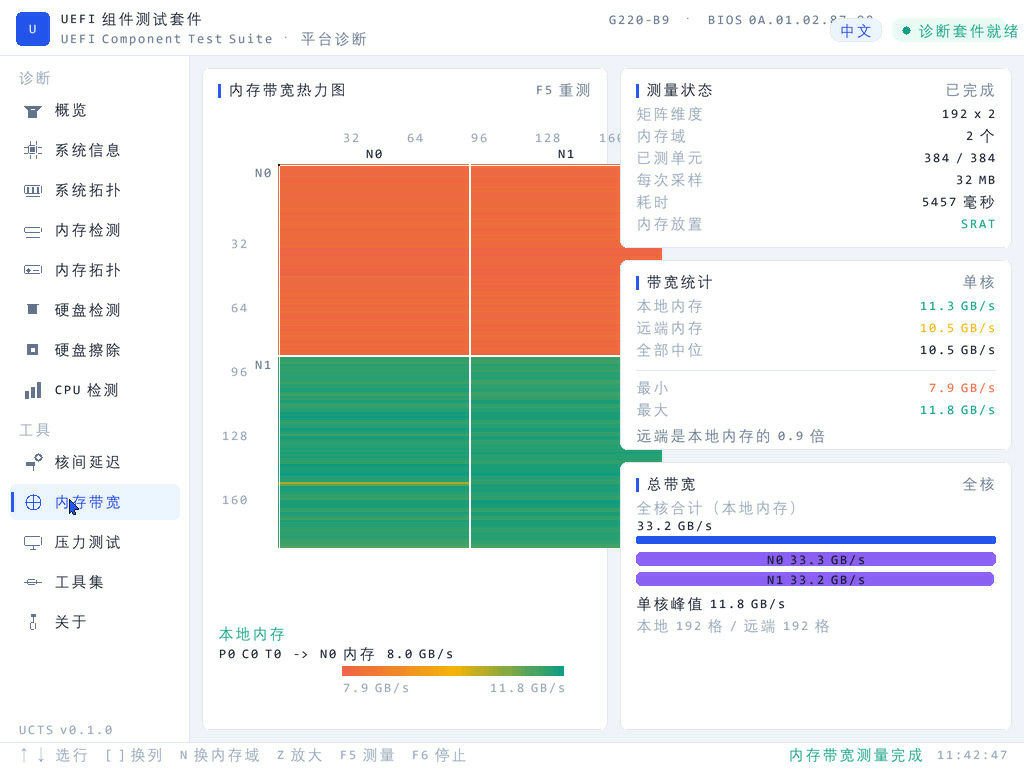 U
UEFI 组件测试套件
UEFI Component Test Suite · 平台诊断
G220-B9 · BIOS 0A.01.02.87
中文
诊断套件就绪
诊断
概览
系统信息
系统拓扑
内存检测
内存拓扑
硬盘检测
硬盘擦除
CPU 检测
工具
核间延迟
内存带宽
压力测试
工具集
关于
UCTS v0.1.0
内存带宽热力图 F5 重测
32 64 96 128 160
N0 N1
N0
32
64
96 N1
128
160
本地内存
P0 C0 T0 -> N0 内存 8.0 GB/s
7.9 GB/s 11.8 GB/s
测量状态 已完成
矩阵维度 192 x 2
内存域 2 个
已测单元 384 / 384
每次采样 32 MB
耗时 5457 毫秒
内存放置 SRAT
带宽统计 单核
本地内存 11.3 GB/s
远端内存 10.5 GB/s
全部中位 10.5 GB/s
最小 7.9 GB/s
最大 11.8 GB/s
远端是本地内存的 0.9 倍
总带宽 全核
全核合计（本地内存）
33.2 GB/s
N0 33.3 GB/s
N1 33.2 GB/s
单核峰值 11.8 GB/s
本地 192 格 / 远端 192 格
↑↓ 选行 [ ] 换列 N 换内存域 Z 放大 F5 测量 F6 停止
内存带宽测量完成 11:42:47